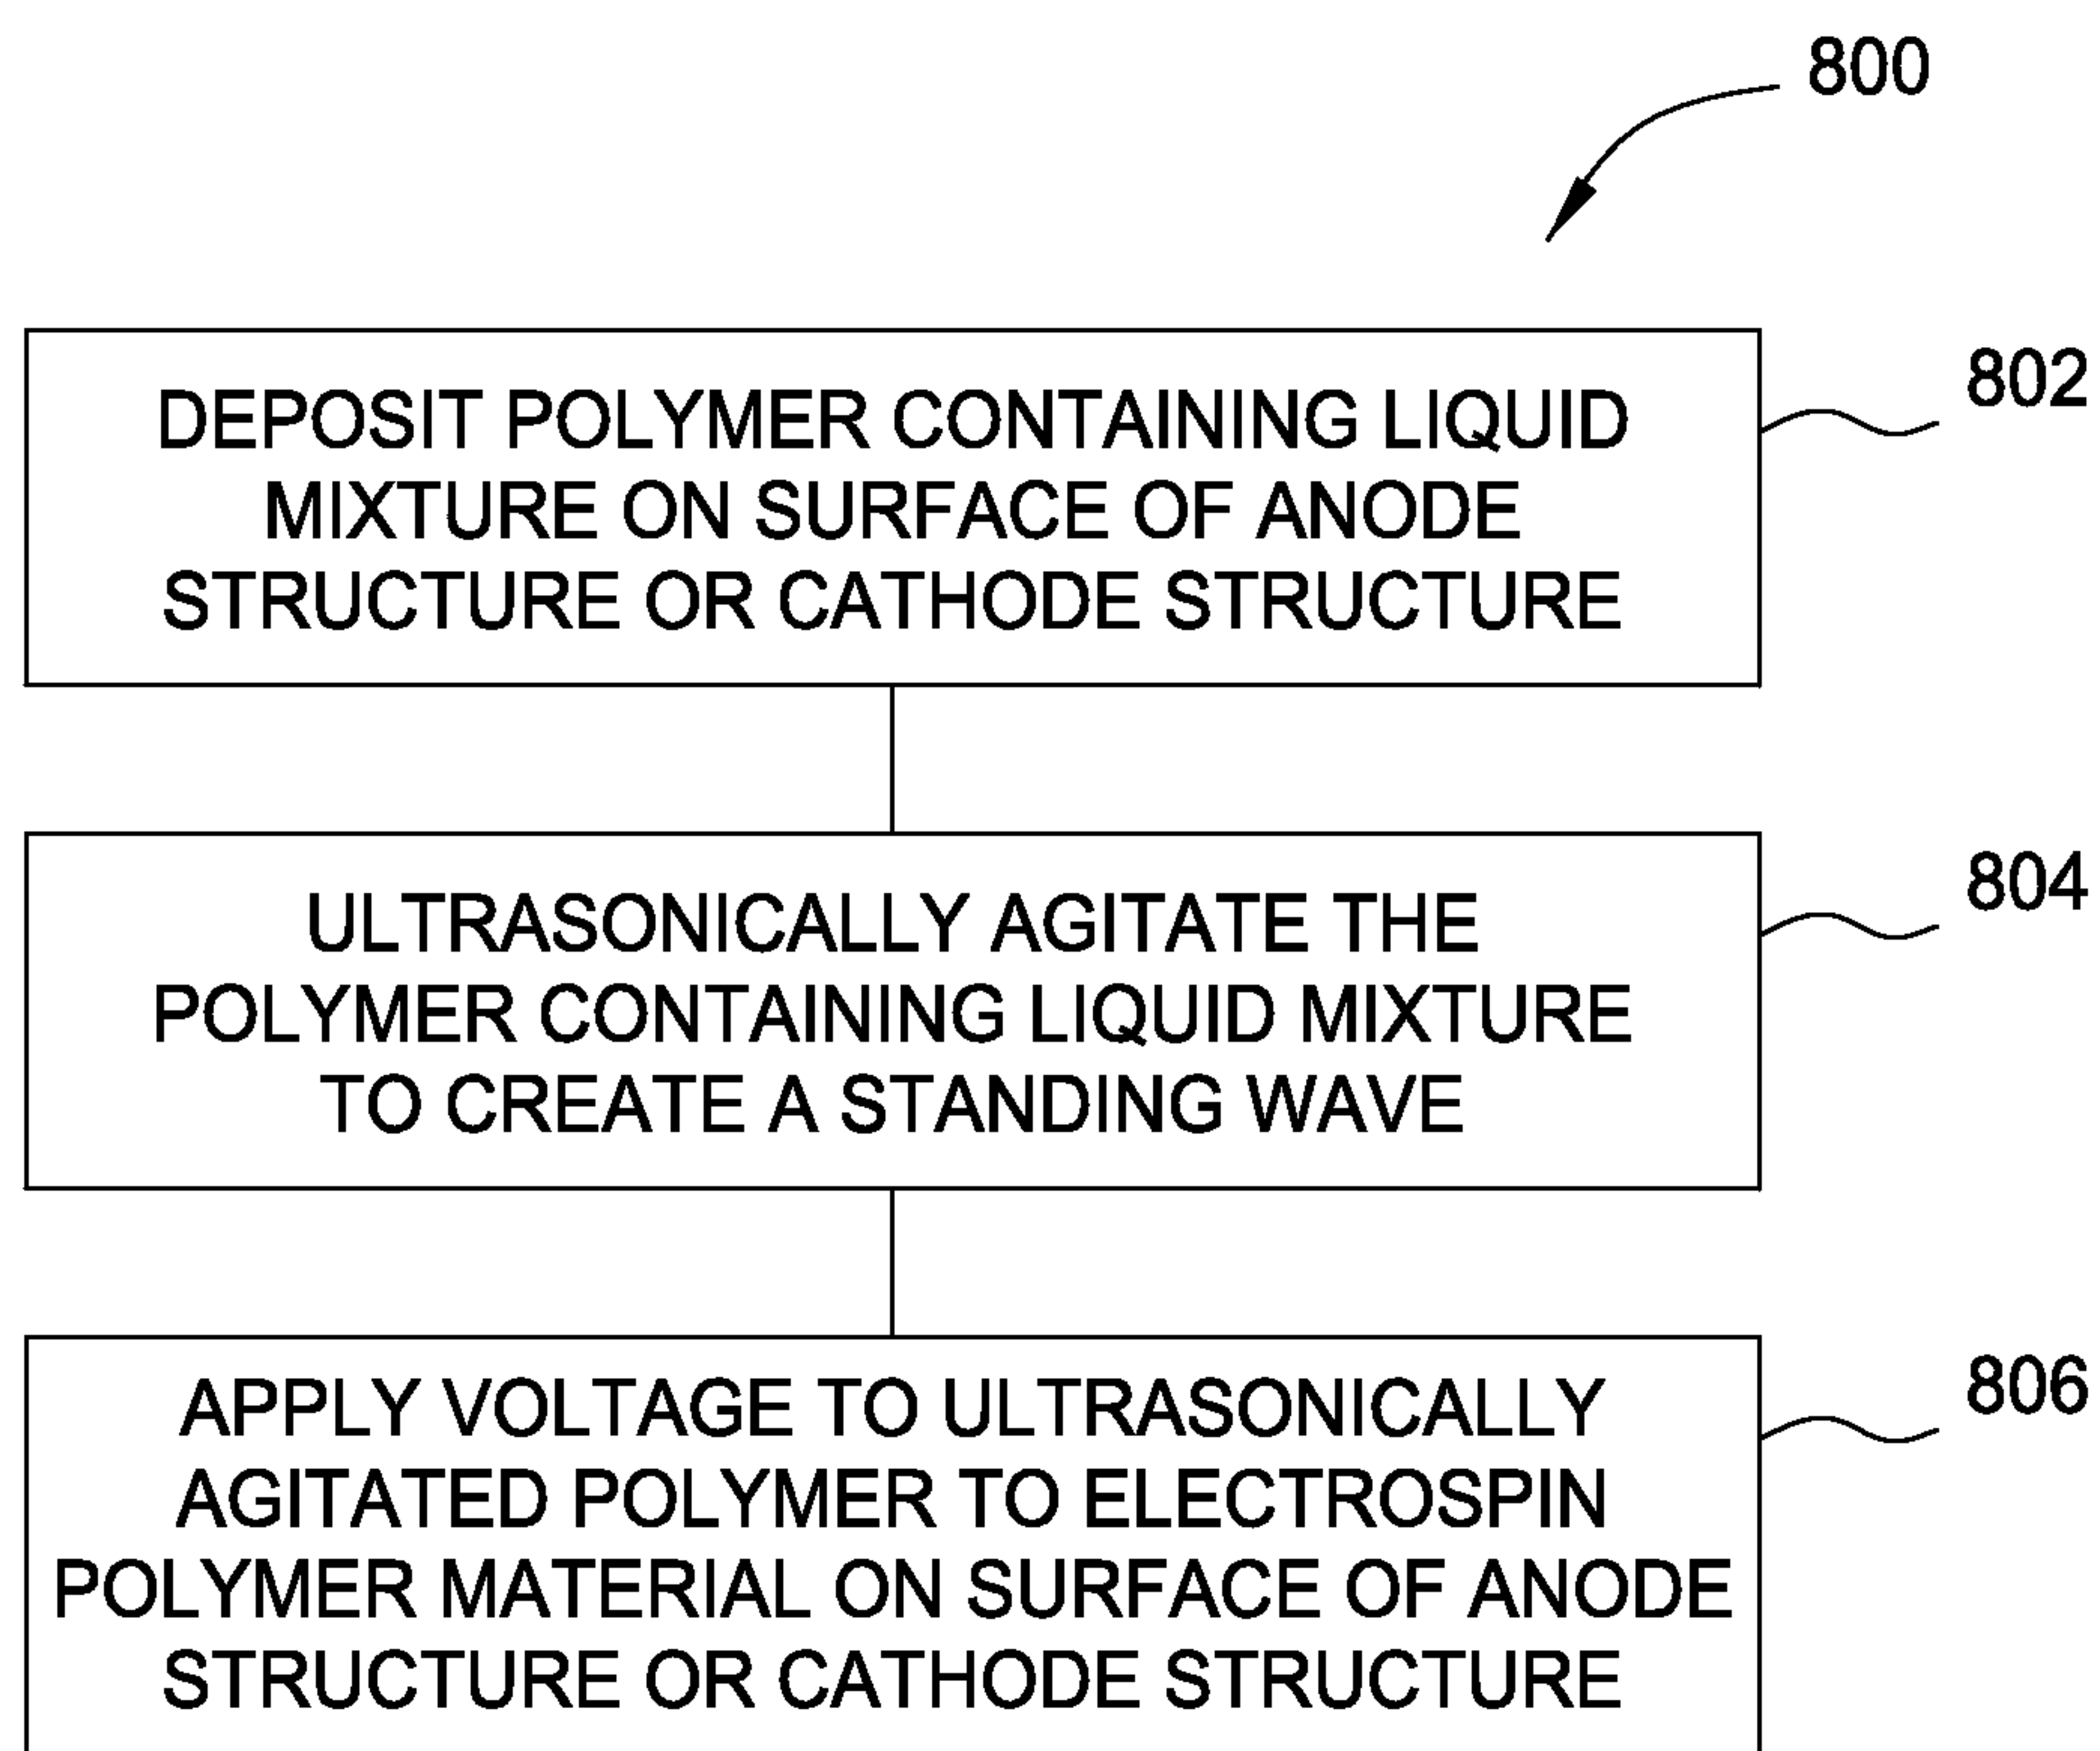 800
DEPOSIT POLYMER CONTAINING LIQUID
MIXTURE ON SURFACE OF ANODE
STRUCTURE OR CATHODE STRUCTURE
802
ULTRASONICALLY AGITATE THE
POLYMER CONTAINING LIQUID MIXTURE
TO CREATE A STANDING WAVE
804
APPLY VOLTAGE TO ULTRASONICALLY
AGITATED POLYMER TO ELECTROSPIN
POLYMER MATERIAL ON SURFACE OF ANODE
STRUCTURE OR CATHODE STRUCTURE
806